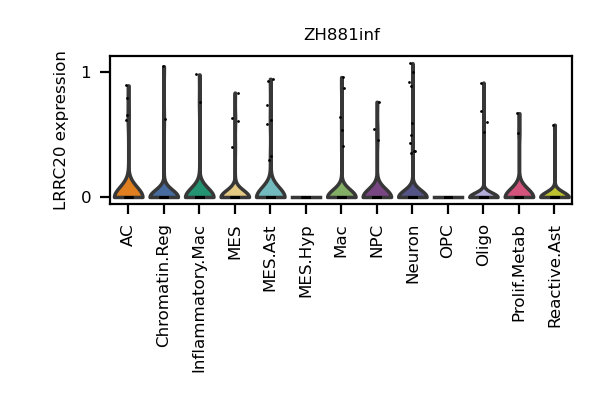 ZH881inf
LRRC20 expression
1
0
AC
Chromatin.Reg
Inflammatory.Mac
MES
MES.Ast
MES.Hyp
Mac
NPC
Neuron
OPC
Oligo
Prolif.Metab
Reactive.Ast